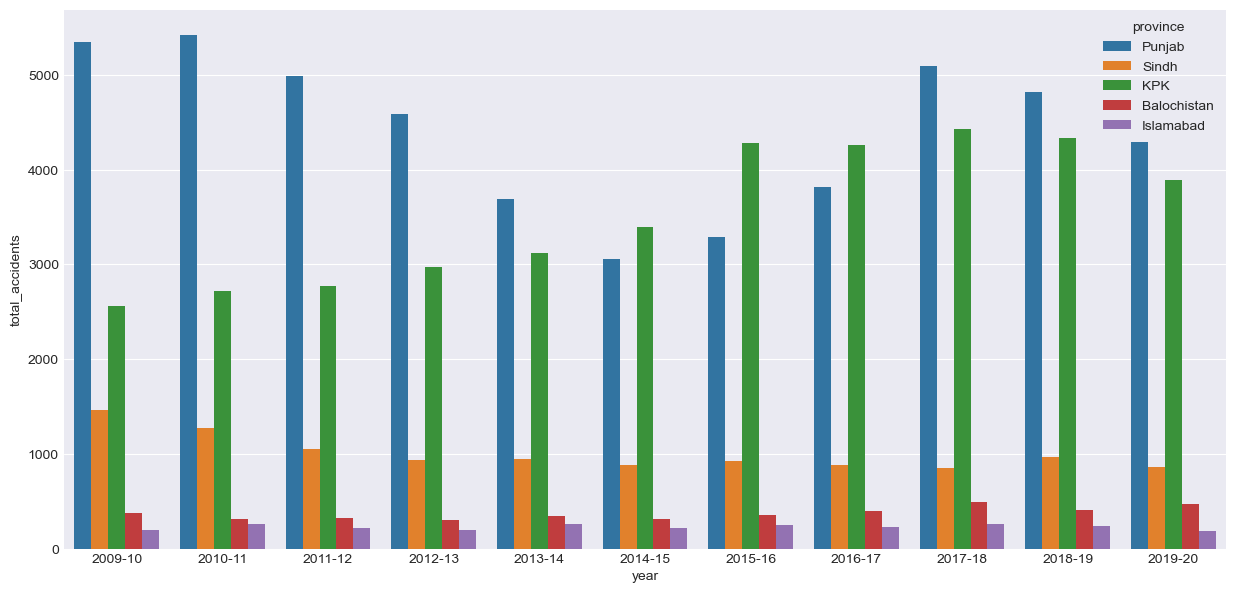 province
Punjab
Sindh
KPK
Balochistan
Islamabad
total_accidents
5000
4000
3000
2000
1000
0
2009-10 2010-11 2011-12 2012-13 2013-14 2014-15 2015-16 2016-17 2017-18 2018-19 2019-20
year